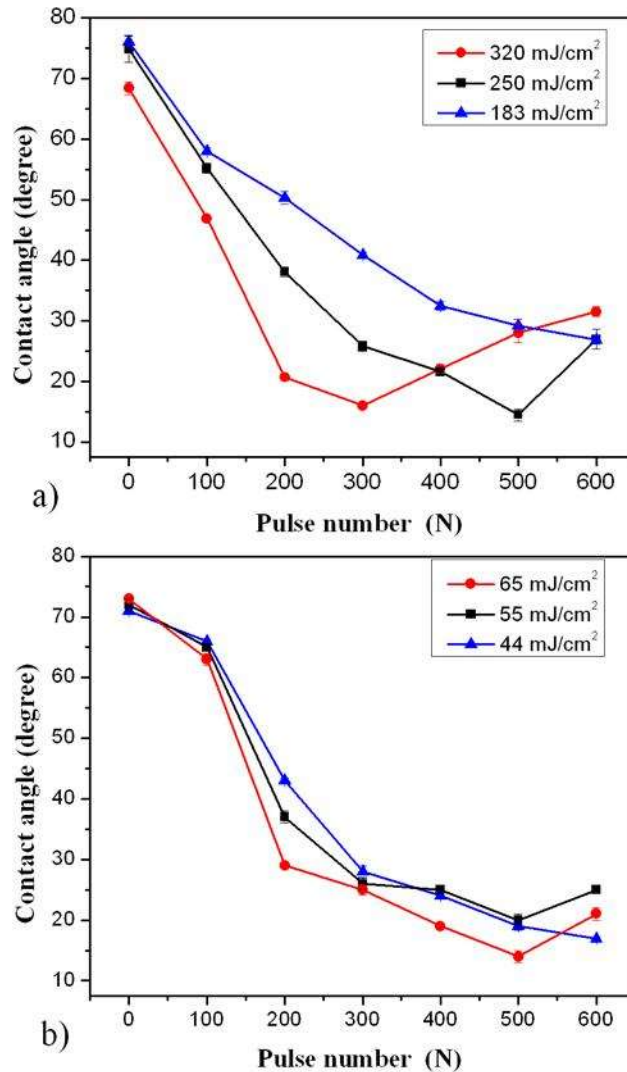 80
70
60
50
40
30
20
10
Contact angle (degree)
320 mJ/cm²
250 mJ/cm²
183 mJ/cm²
0 100 200 300 400 500 600
Pulse number (N)
a)
80
70
60
50
40
30
20
10
Contact angle (degree)
65 mJ/cm²
55 mJ/cm²
44 mJ/cm²
0 100 200 300 400 500 600
Pulse number (N)
b)